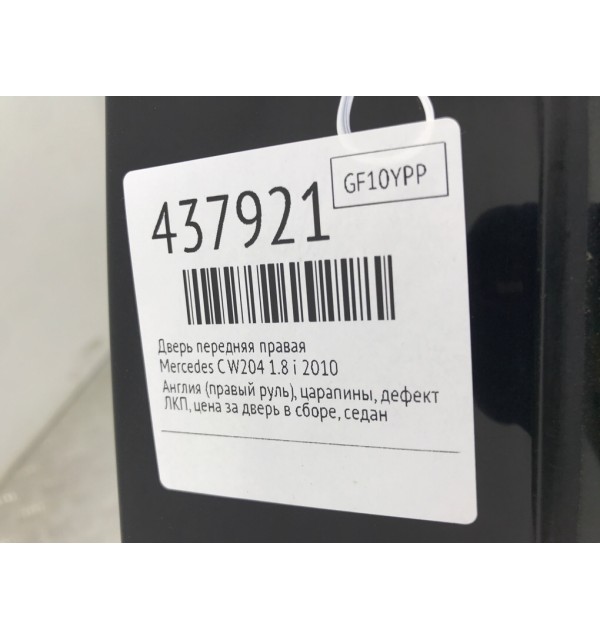 GF10YPP
437921
Дверь передняя правая
Mercedes C W204 1.8 i 2010
Англия (правый руль), царапины, дефект
ЛКП, цена за дверь в сборе, седан